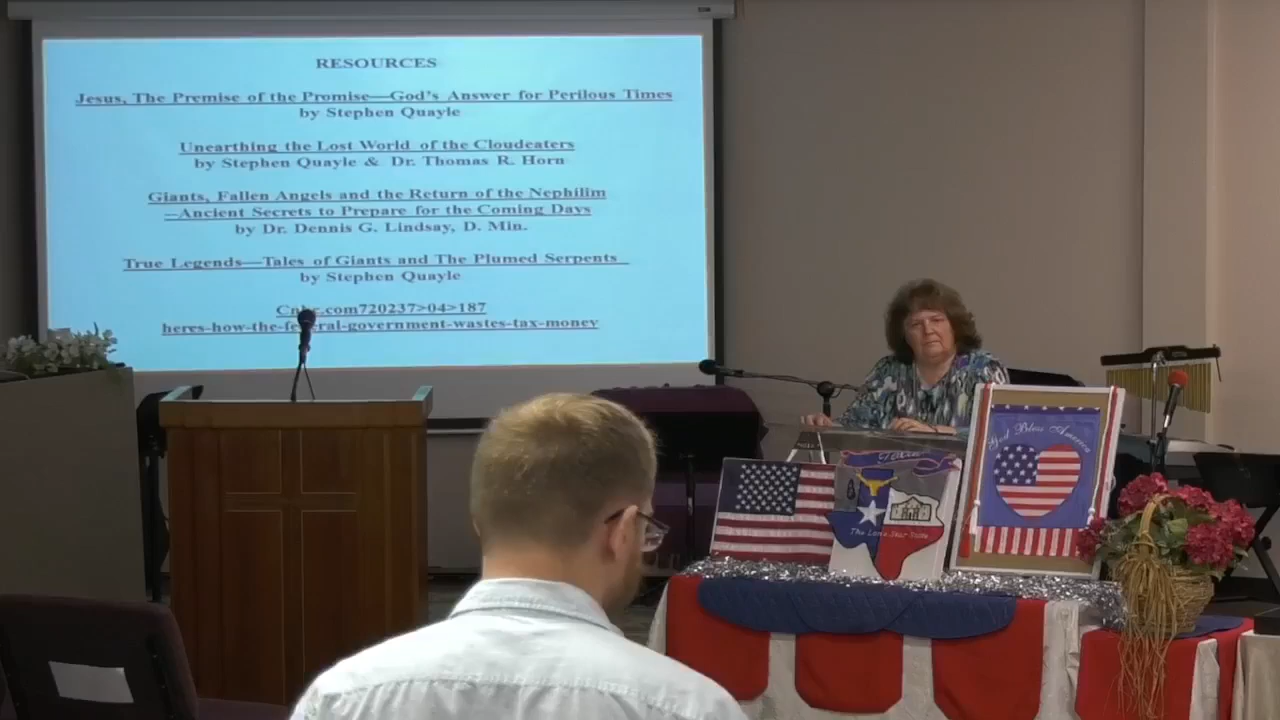 RESOURCES
Jesus, The Premise of the Promise—God's Answer for Perilous Times
by Stephen Quayle
Unearthing the Lost World of the Cloudeaters
by Stephen Quayle & Dr. Thomas R. Horn
Giants, Fallen Angels and the Return of the Nephilim
—Ancient Secrets to Prepare for the Coming Days
by Dr. Dennis G. Lindsay, D. Min.
True Legends—Tales of Giants and The Plumed Serpents
by Stephen Quayle
.com720237>04>187
heres-how-the-federal-government-wastes-tax-money
God Bless America
The Lone Star State